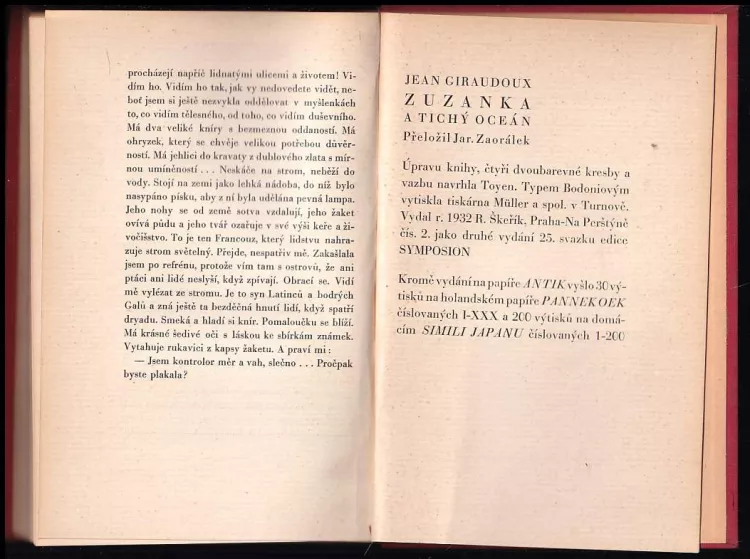 procházejí napříč lidnatými ulicemi a životem! Vi-
dím ho. Vidím ho tak, jak vy nedovedete vidět, ne-
boť jsem si ještě nezvykla oddělovat v myšlenkách
to, co vidím tělesného, od toho, co vidím duševního.
Má dva veliké kníry s bezmeznou oddaností. Má
ohryzek, který se chvěje velikou potřebou důvěr-
ností. Má jehlici do kravaty z dublového zlata s mír-
nou umíněností... Neskáče na strom, neběží do
vody. Stojí na zemi jako lehká nádoba, do níž bylo
nasypáno písku, aby z ní byla udělána pevná lampa.
Jeho nohy se od země sotva vzdalují, jeho žaket
ovívá půdu a jeho tvář ozařuje v své výši keře a ži-
vočišstvo. To je ten Francouz, který lidstvu nahra-
zuje strom světelný. Přejde, nespatřiv mě. Zakašlala
jsem po refrénu, protože vím tam s ostrovů, že ani
ptáci ani lidé neslyší, když zpívají. Obrací se. Vidí
mě vylézat ze stromu. Je to syn Latinců a bodrých
Galů a zná ještě ta bezděčná hnutí lidí, když spatří
dryadu. Smeká a hladí si knír. Pomaloučku se blíží.
Má krásné šedivé oči s láskou ke sbírkám známek.
Vytahuje rukavici z kapsy žaketu. A praví mi:
— Jsem kontrolor měr a vah, slečno... Pročpak
byste plakala?
JEAN GIRAUDOUX
ZUZANKA
A TICHÝ OCEÁN
Přeložil Jar. Zaorálek
Úpravu knihy, čtyři dvoubarevné kresby a
vazbu navrhla Toyen. Typem Bodoniovým
vytiskla tiskárna Müller a spol. v Turnově.
Vydal r. 1932 R. Škeřík, Praha-Na Perštýně
čís. 2. jako druhé vydání 25. svazku edice
SYMPOSION
Kromě vydání na papíře ANTIK vyšlo 30 vý-
tisků na holandském papíře PANNEKOEK
číslovaných I-XXX a 200 výtisků na domá-
cím SIMILI JAPANU číslovaných 1-200